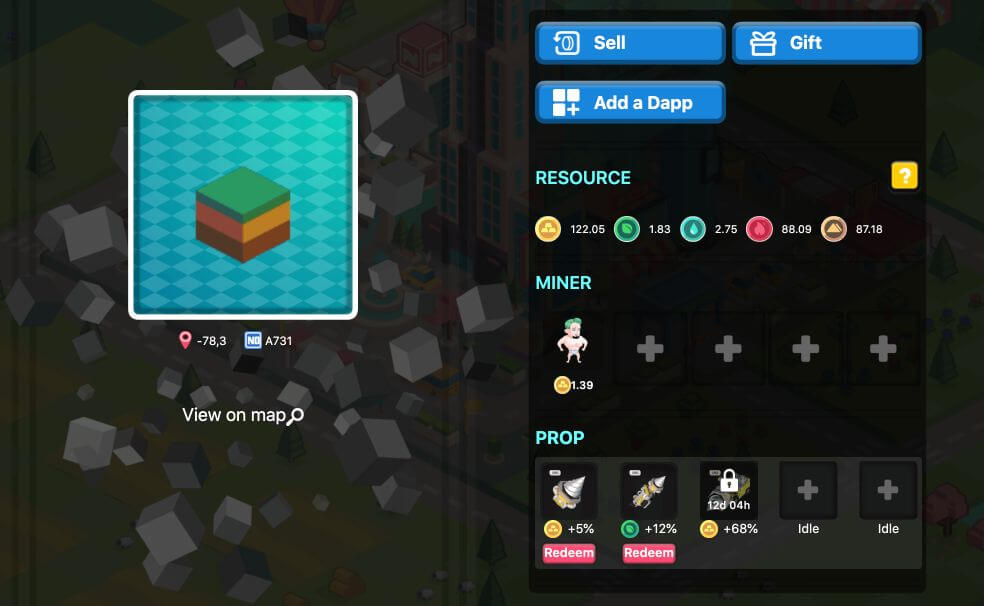 Sell
Gift
Add a Dapp
RESOURCE
?
122.05 1.83 2.75 88.09 87.18
MINER
-78,3 NO A731
1.39
View on map
PROP
12d 04h
+5% +12% +68% Idle Idle
Redeem Redeem